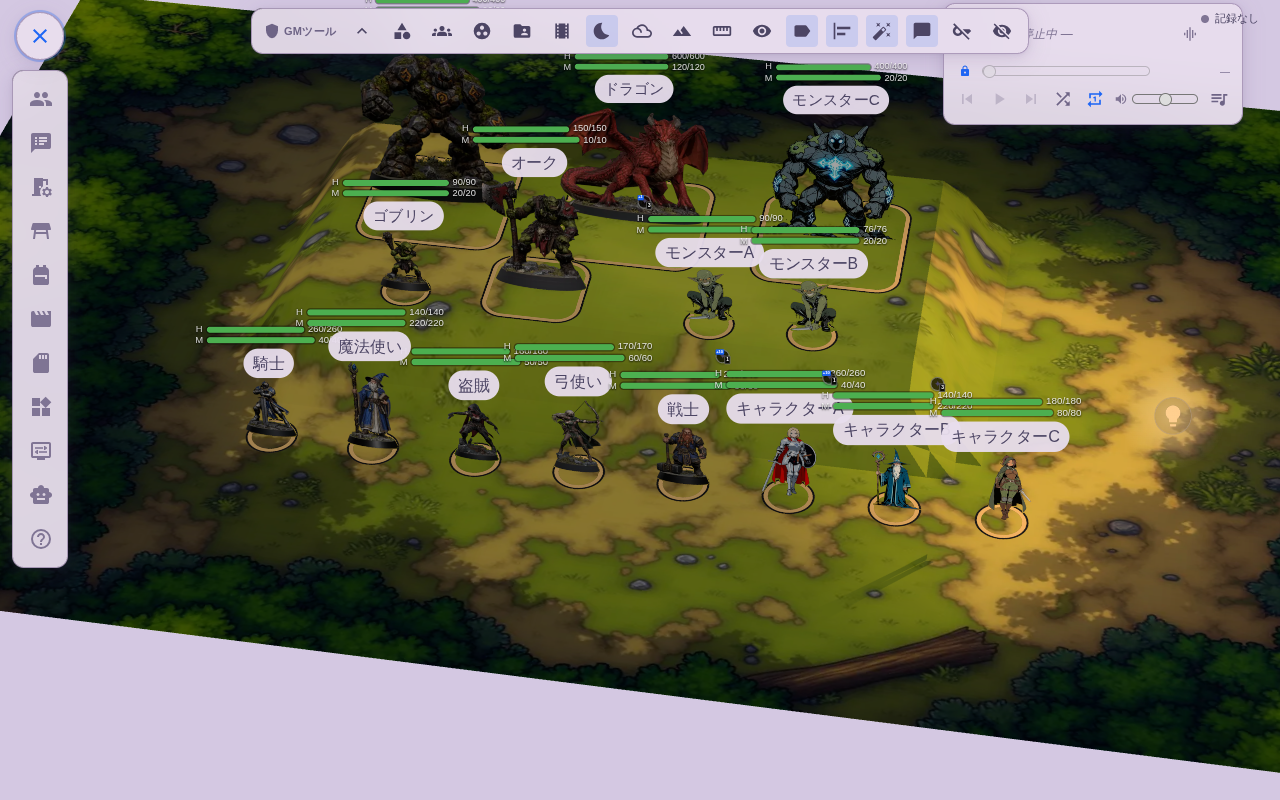 GMツール
記録なし
停止中 —
—
H 600/600
M 120/120
ドラゴン
H 400/400
M 20/20
モンスターC
H 150/150
M 10/10
オーク
H 90/90
M 20/20
ゴブリン
H 90/90
M
モンスターA
H 76/76
M 20/20
モンスターB
H 260/260
M 40
騎士
H 140/140
M 220/220
魔法使い
M
盗賊
H 170/170
M 60/60
弓使い
H
M
戦士
H 260/260
M 40/40
キャラクターA
H 140/140
M 220/220
キャラクターB
H 180/180
M 80/80
キャラクターC